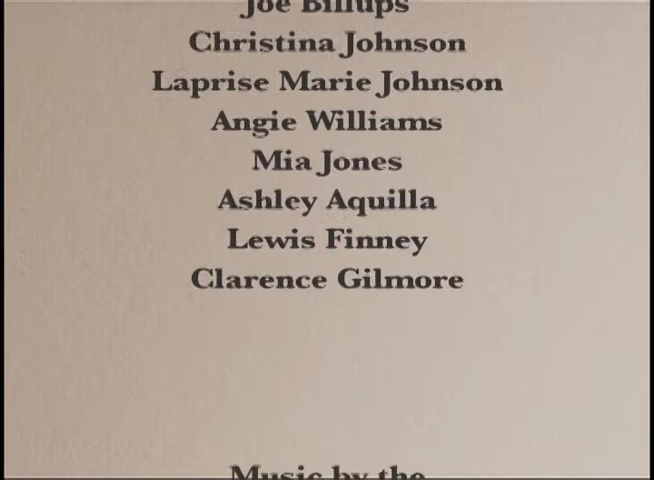 Joe Billups
Christina Johnson
Laprise Marie Johnson
Angie Williams
Mia Jones
Ashley Aquilla
Lewis Finney
Clarence Gilmore
Music by the